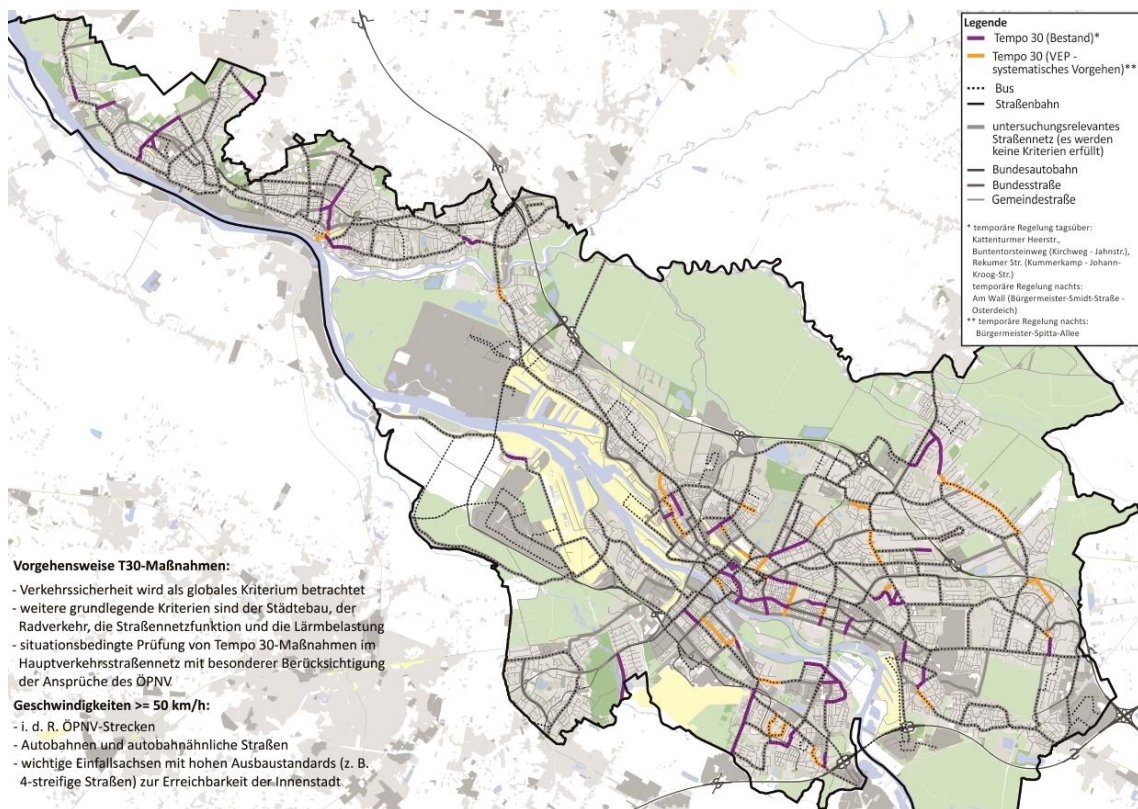 Legende
Tempo 30 (Bestand)*
Tempo 30 (VEP -
systematisches Vorgehen)**
Bus
Straßenbahn
untersuchungsrelevantes
Straßennetz (es werden
keine Kriterien erfüllt)
Bundesautobahn
Bundesstraße
Gemeindestraße
* temporäre Regelung tagsüber:
Kattenturmer Heerstr.,
Buntentorsteinweg (Kirchweg - Jahnstr.),
Rekumer Str. (Kummerkamp - Johann-
Kroog-Str.)
temporäre Regelung nachts:
Am Wall (Bürgermeister-Smidt-Straße -
Osterdeich)
** temporäre Regelung nachts:
Bürgermeister-Spitta-Allee
Vorgehensweise T30-Maßnahmen:
- Verkehrssicherheit wird als globales Kriterium betrachtet
- weitere grundlegende Kriterien sind der Städtebau, der
Radverkehr, die Straßennetzfunktion und die Lärmbelastung
- situationsbedingte Prüfung von Tempo 30-Maßnahmen im
Hauptverkehrsstraßennetz mit besonderer Berücksichtigung
der Ansprüche des ÖPNV
Geschwindigkeiten >= 50 km/h:
- i. d. R. ÖPNV-Strecken
- Autobahnen und autobahnähnliche Straßen
- wichtige Einfallsachsen mit hohen Ausbaustandards (z. B.
4-streifige Straßen) zur Erreichbarkeit der Innenstadt